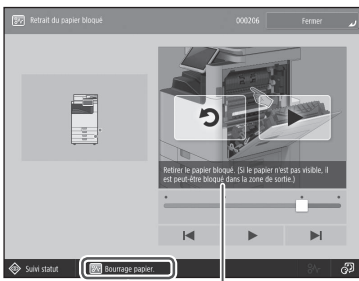 Retrait du papier bloqué
000206
Fermer
Retirer le papier bloqué. (Si le papier n'est pas visible, il
est peut-être bloqué dans la zone de sortie.)
Suivi statut
Bourrage papier.